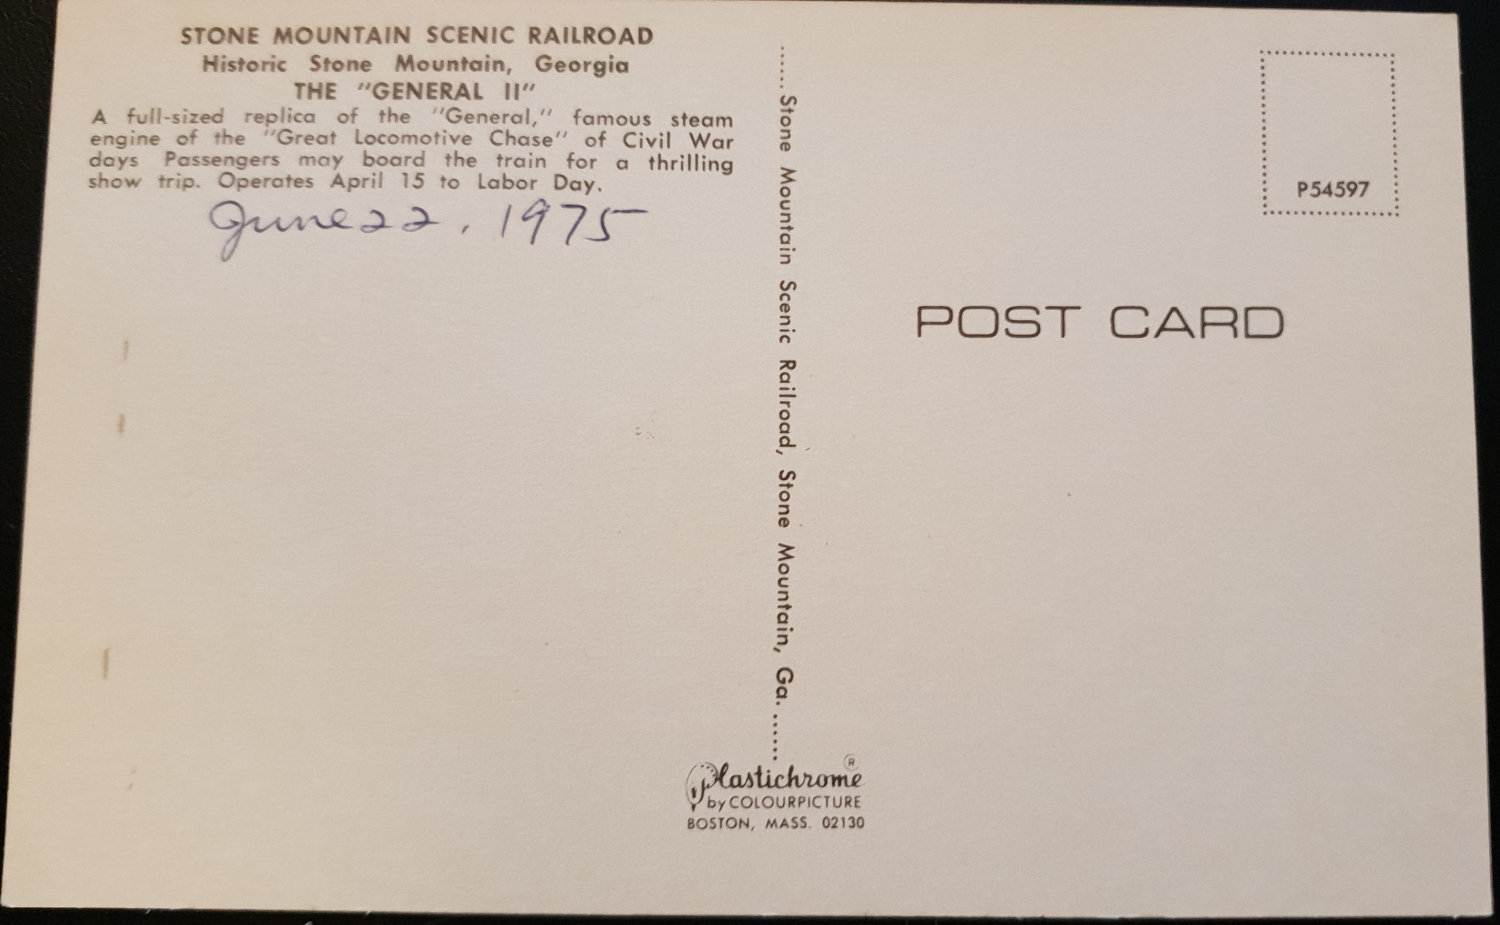 STONE MOUNTAIN SCENIC RAILROAD
Historic Stone Mountain, Georgia
THE "GENERAL II"
A full-sized replica of the "General," famous steam
engine of the "Great Locomotive Chase" of Civil War
days Passengers may board the train for a thrilling
show trip. Operates April 15 to Labor Day.
June 22, 1975
......Stone Mountain Scenic Railroad, Stone Mountain, Ga. ......
P54597
POST CARD
Plastichrome ®
by COLOURPICTURE
BOSTON, MASS. 02130